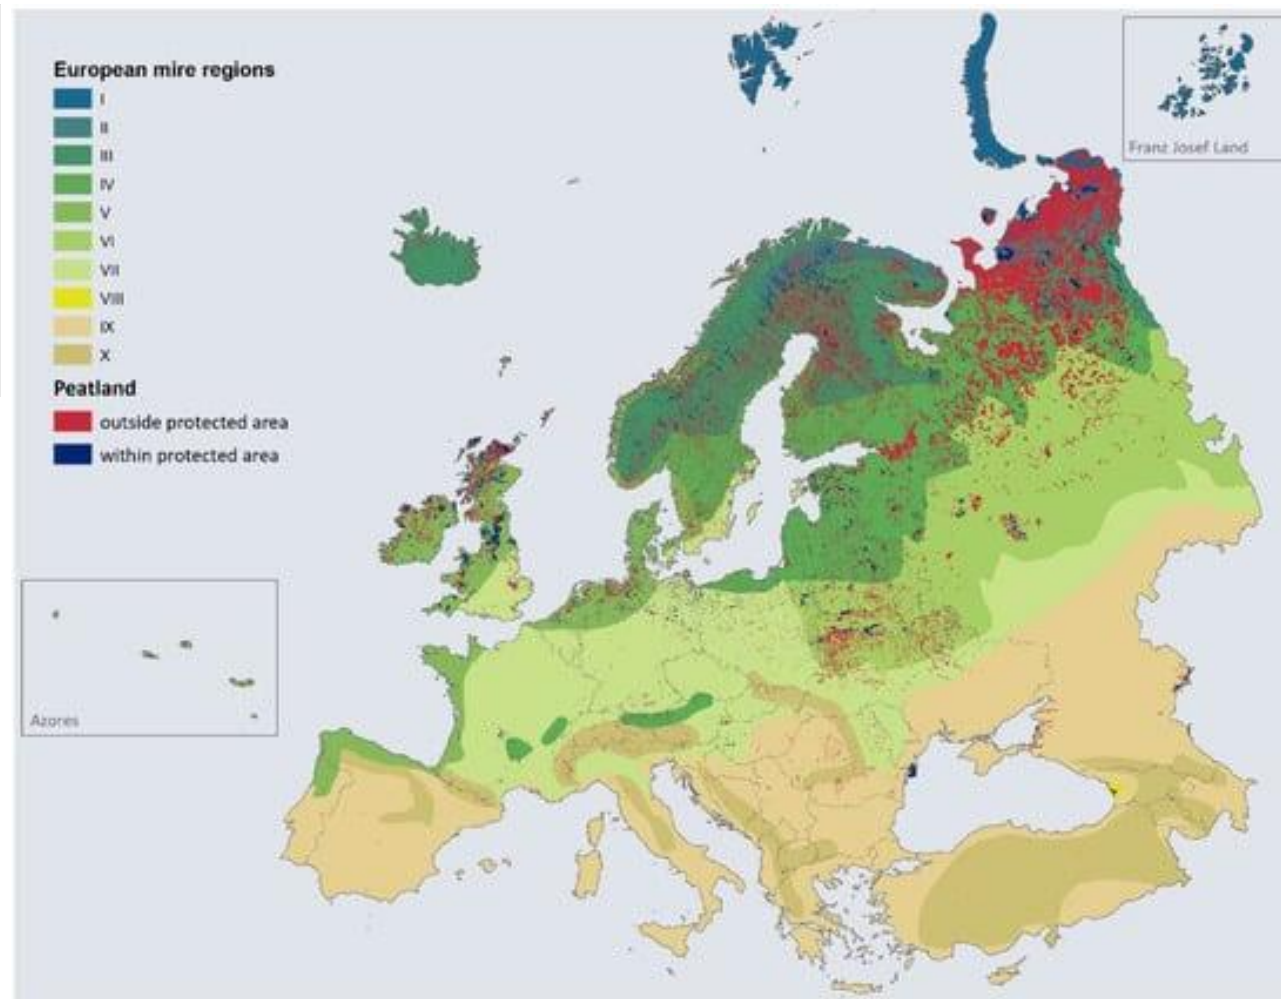 European mire regions
I
II
III
IV
V
VI
VII
VIII
IX
X
Peatland
outside protected area
within protected area
Franz Josef Land
Azores